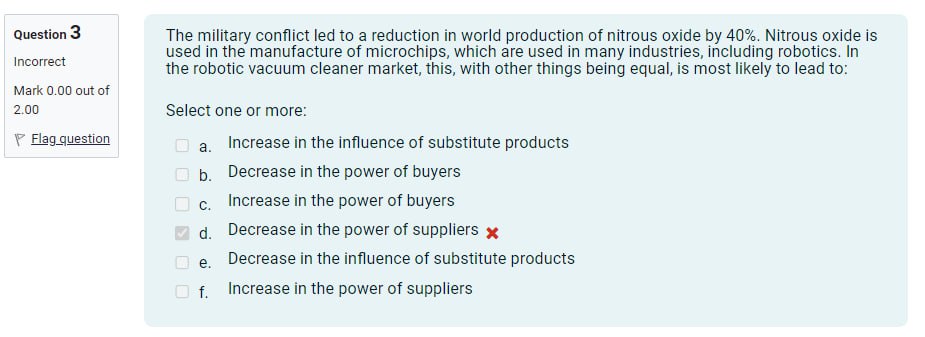 Question 3
Incorrect
Mark 0.00 out of
2.00
Flag question
The military conflict led to a reduction in world production of nitrous oxide by 40%. Nitrous oxide is
used in the manufacture of microchips, which are used in many industries, including robotics. In
the robotic vacuum cleaner market, this, with other things being equal, is most likely to lead to:
Select one or more:
a. Increase in the influence of substitute products
b. Decrease in the power of buyers
c. Increase in the power of buyers
d. Decrease in the power of suppliers
e. Decrease in the influence of substitute products
f. Increase in the power of suppliers